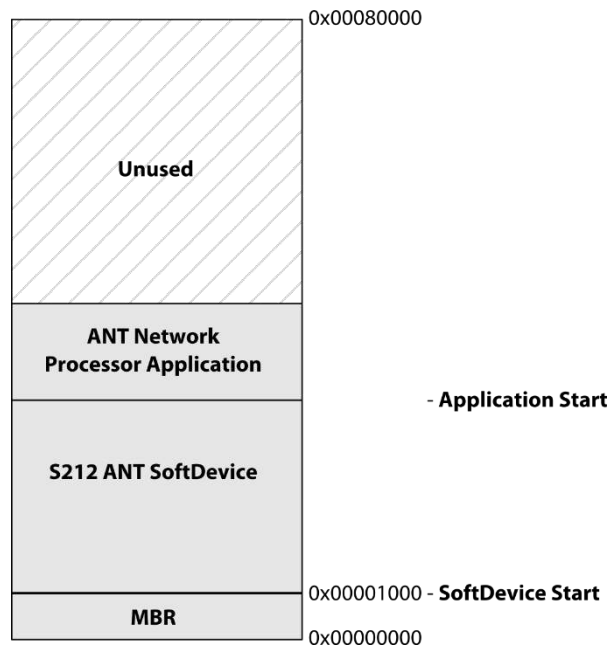 0x00080000
Unused
ANT Network
Processor Application
- Application Start
S212 ANT SoftDevice
0x00001000 - SoftDevice Start
MBR
0x00000000